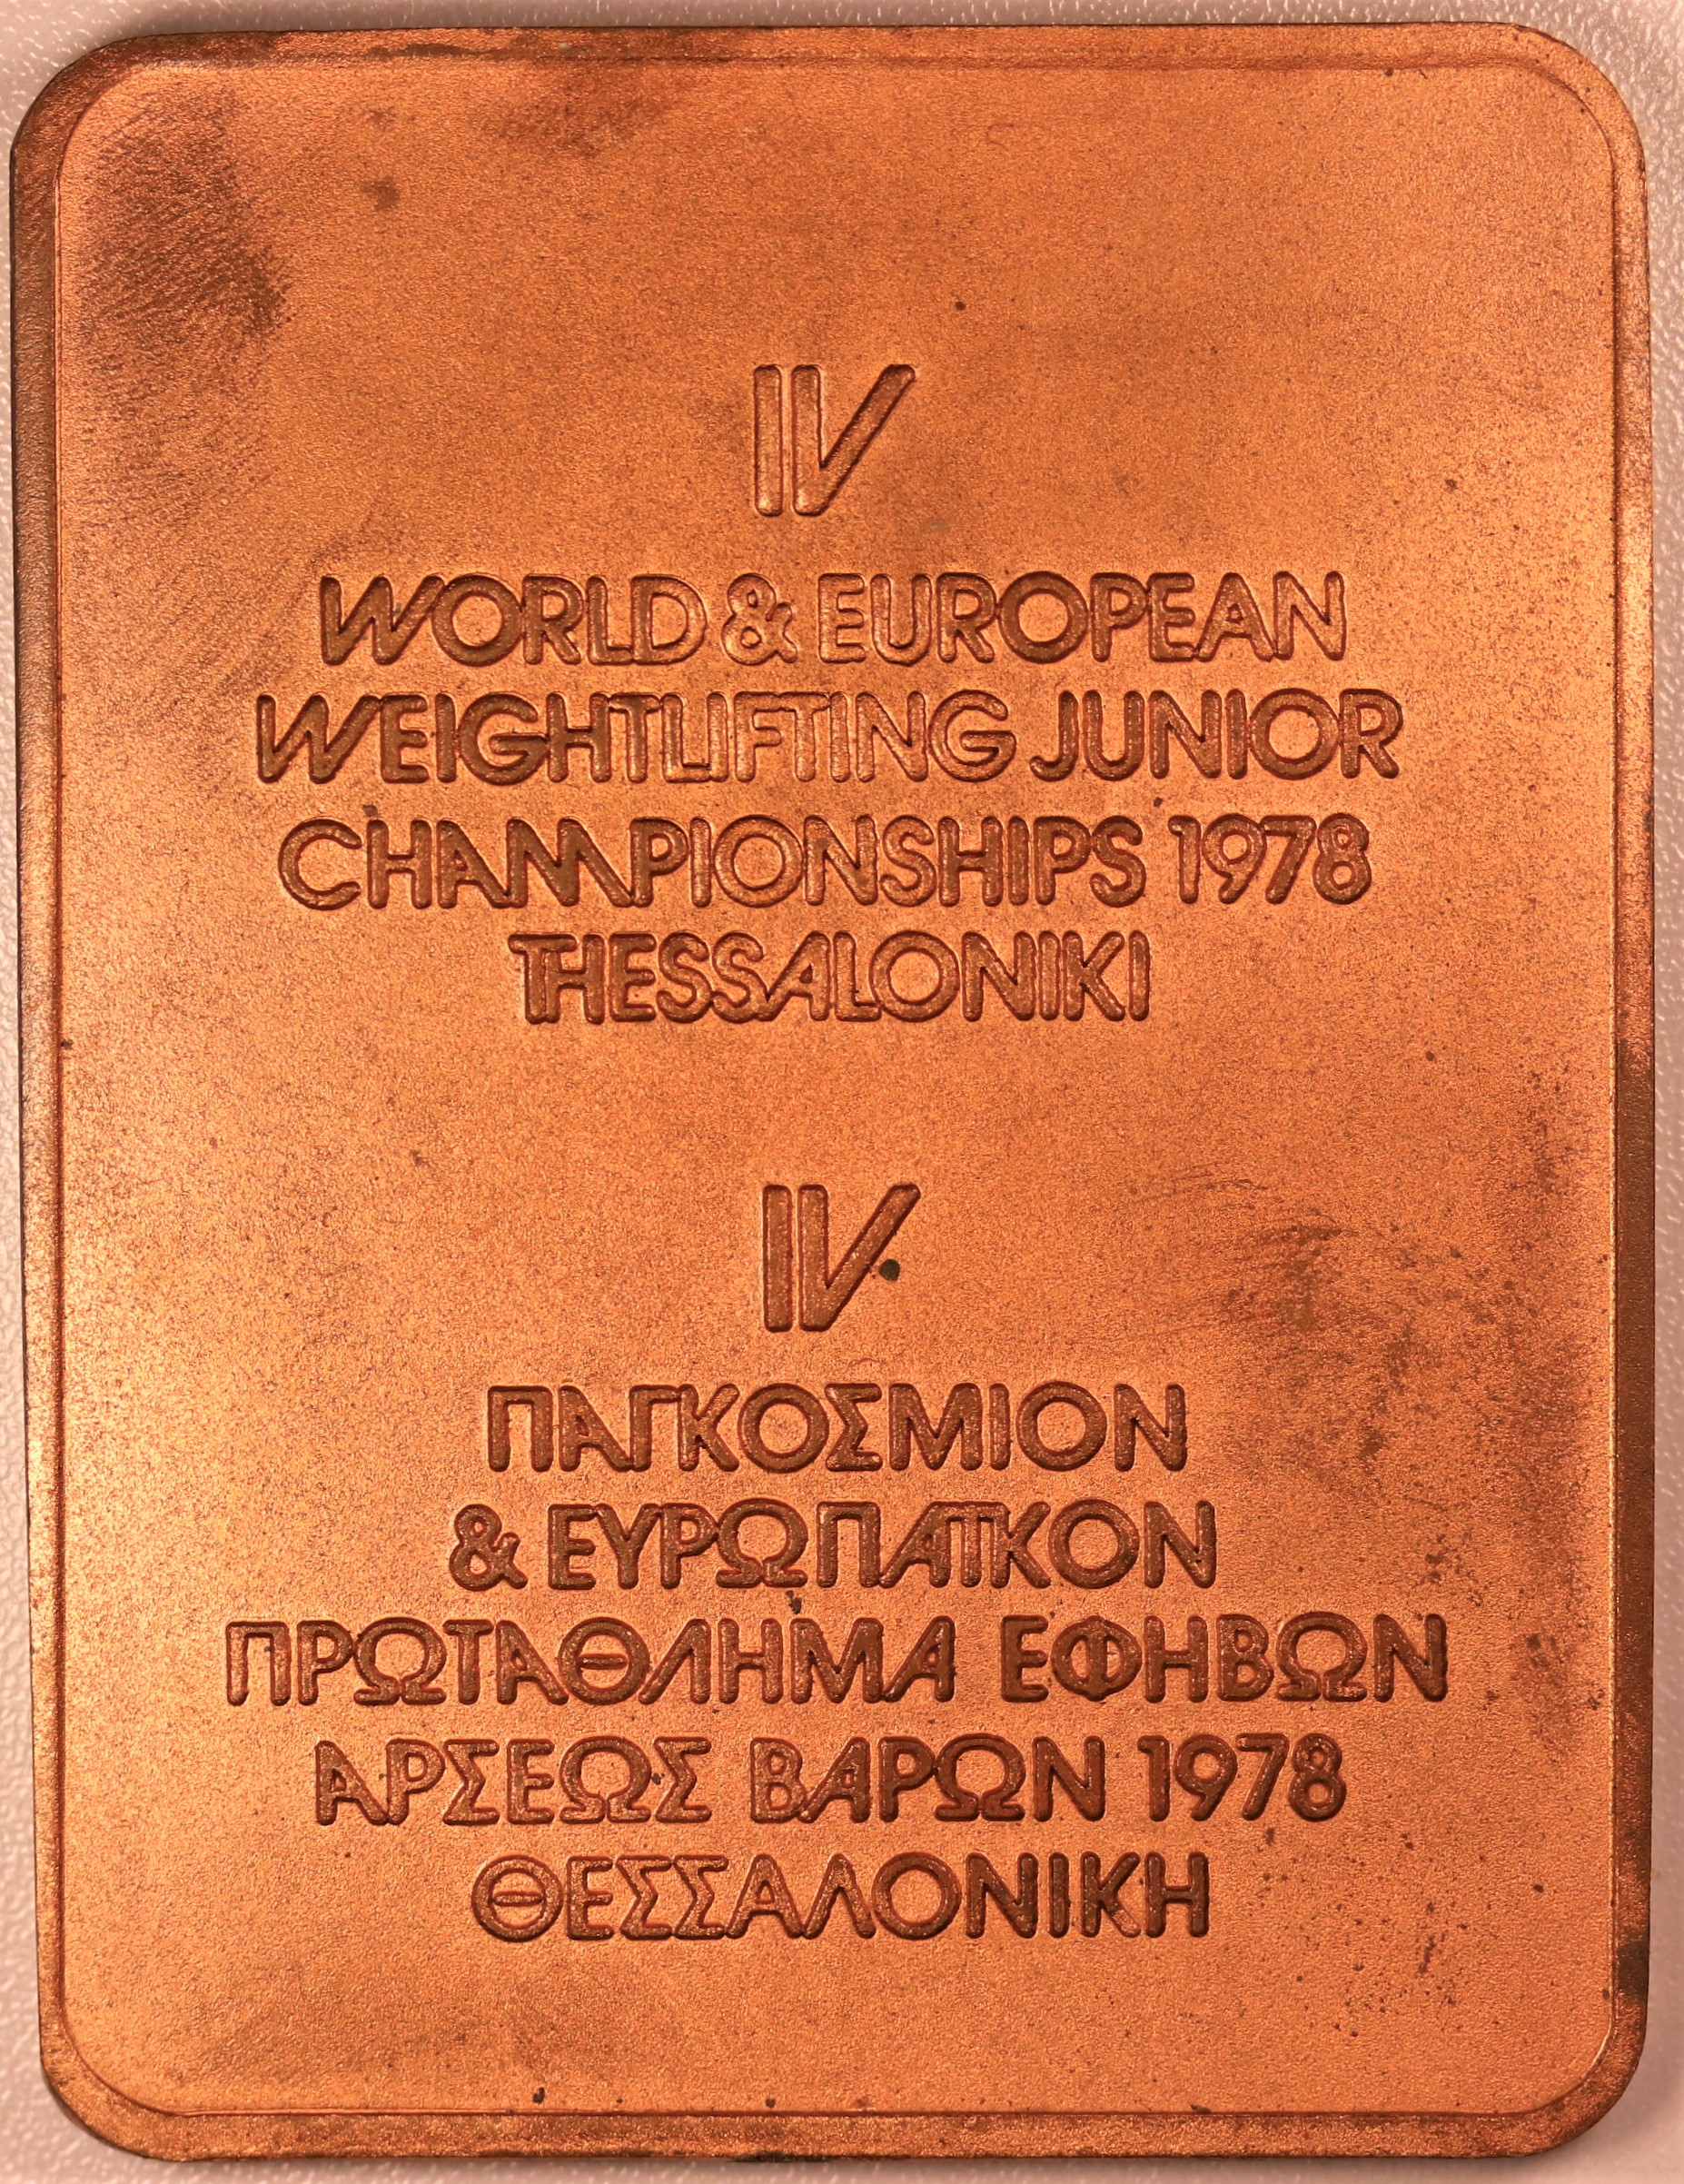 IV
WORLD & EUROPEAN
WEIGHTLIFTING JUNIOR
CHAMPIONSHIPS 1978
THESSALONIKI
IV
ΠΑΓΚΟΣΜΙΟΝ
& ΕΥΡΩΠΑΪΚΟΝ
ΠΡΩΤΑΘΛΗΜΑ ΕΦΗΒΩΝ
ΑΡΣΕΩΣ ΒΑΡΩΝ 1978
ΘΕΣΣΑΛΟΝΙΚΗ